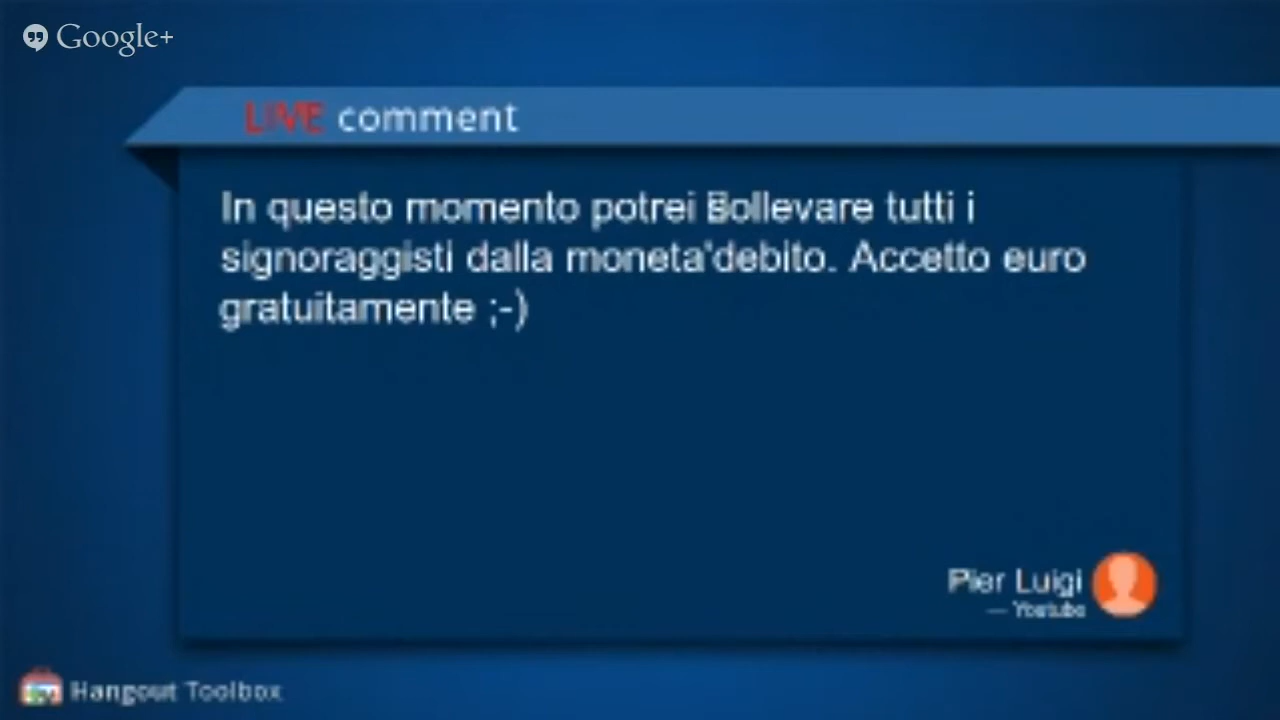 Google+
LIVE comment
In questo momento potrei sollevare tutti i
signoraggisti dalla moneta'debito. Accetto euro
gratuitamente ;-)
Pier Luigi
— Youtube
Hangout Toolbox